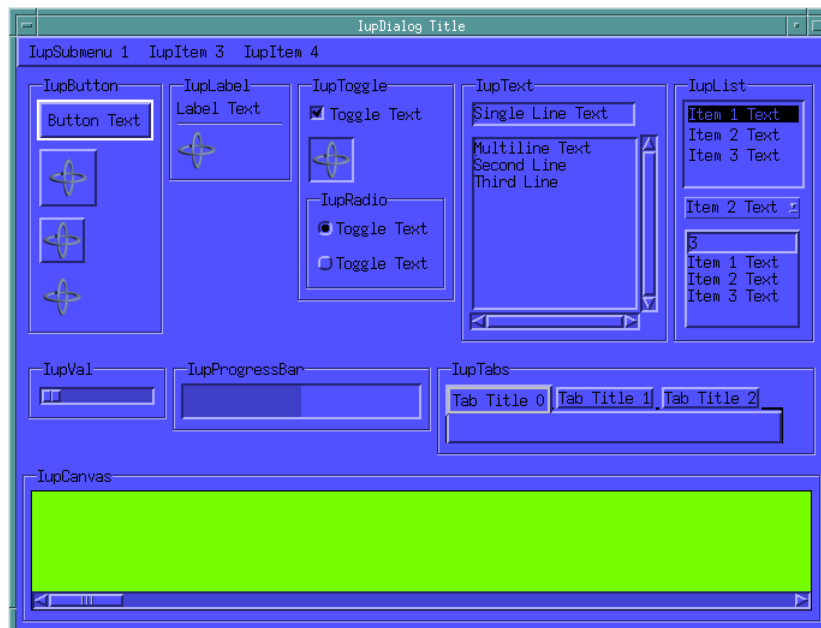 IupDialog Title
IupSubmenu 1 IupItem 3 IupItem 4
IupButton
Button Text
IupLabel
Label Text
IupToggle
Toggle Text
IupRadio
Toggle Text
Toggle Text
IupText
Single Line Text
Multiline Text
Second Line
Third Line
IupList
Item 1 Text
Item 2 Text
Item 3 Text
Item 2 Text
3
Item 1 Text
Item 2 Text
Item 3 Text
IupVal
IupProgressBar
IupTabs
Tab Title 0 Tab Title 1 Tab Title 2
IupCanvas